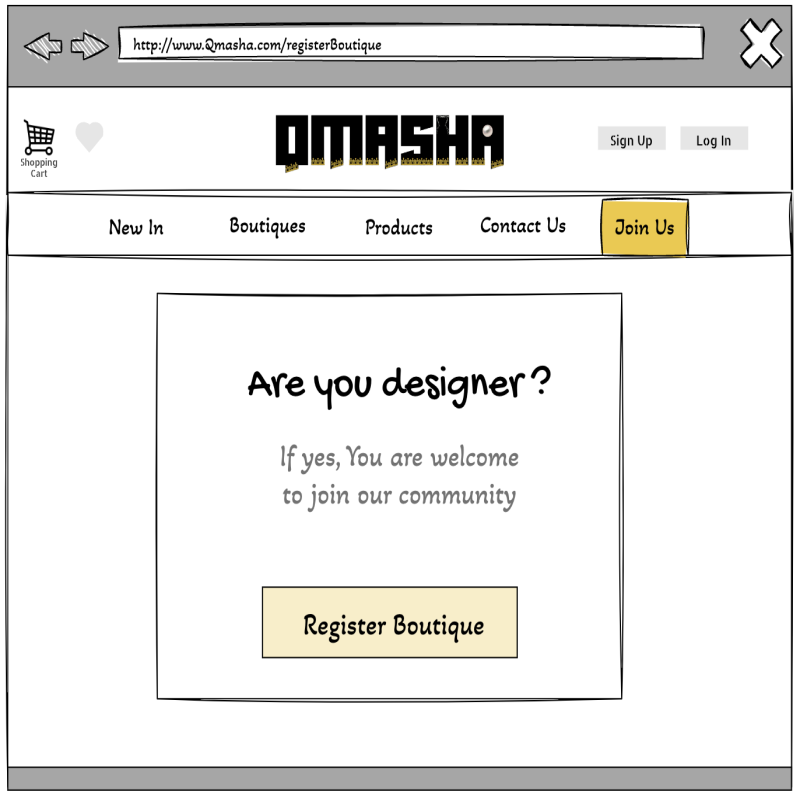 http://www.Qmasha.com/registerBoutique
Shopping
Cart
QMASHA
Sign Up
Log In
New In
Boutiques
Products
Contact Us
Join Us
Are you designer ?
If yes, You are welcome
to join our community
Register Boutique